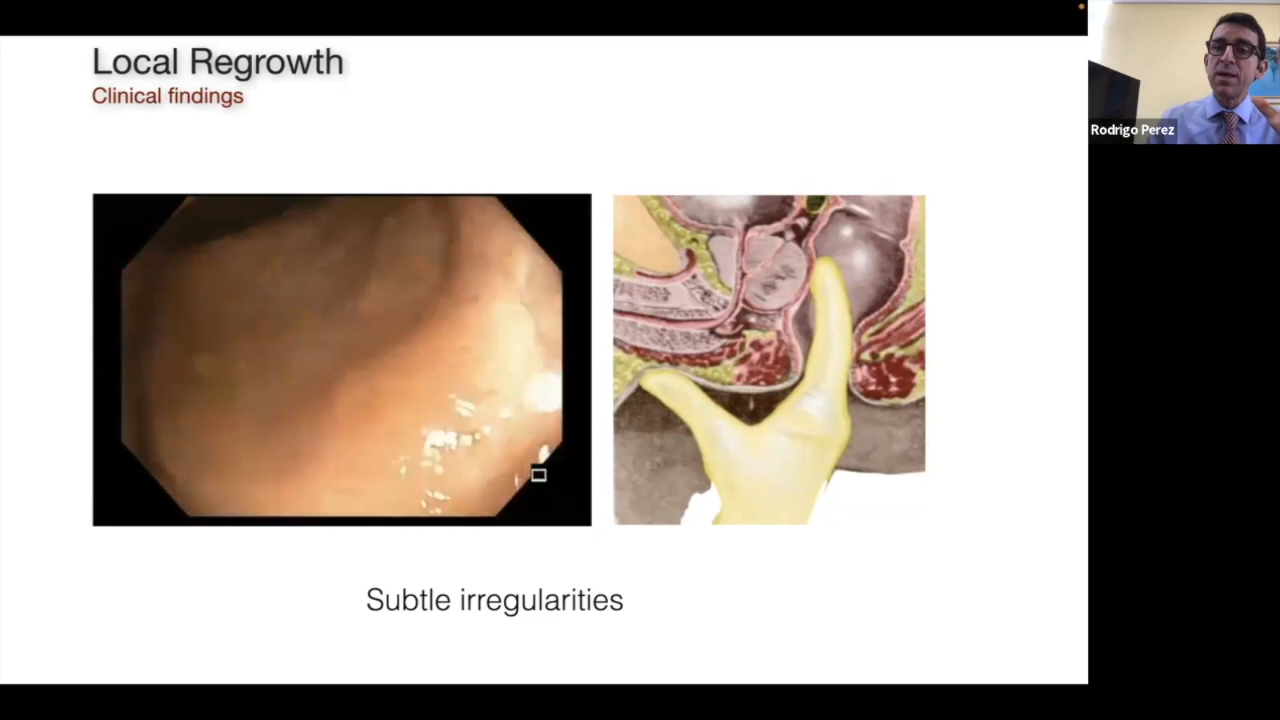 Local Regrowth
Clinical findings
Rodrigo Perez
Subtle irregularities